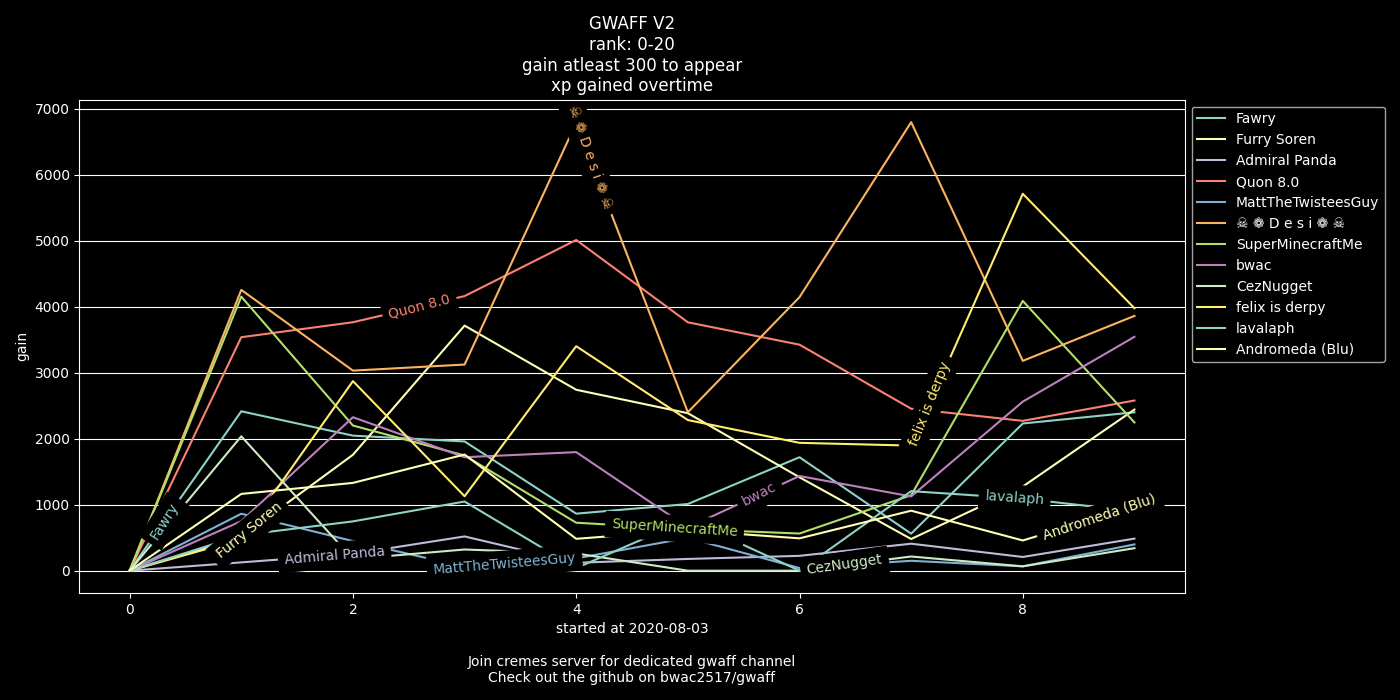 GWAFF V2
rank: 0-20
gain atleast 300 to appear
xp gained overtime
gain
7000
6000
5000
4000
3000
2000
1000
0
Fawry
Furry Soren
Admiral Panda
Quon 8.0
MattTheTwisteesGuy
☠ ❁ D e s i ❁ ☠
SuperMinecraftMe
bwac
CezNugget
felix is derpy
lavalaph
Andromeda (Blu)
0
2
4
6
8
started at 2020-08-03
Join cremes server for dedicated gwaff channel
Check out the github on bwac2517/gwaff
Fawry
Furry Soren
Admiral Panda
Quon 8.0
MattTheTwisteesGuy
☠ ❁ D e s i ❁ ☠
SuperMinecraftMe
bwac
CezNugget
felix is derpy
lavalaph
Andromeda (Blu)